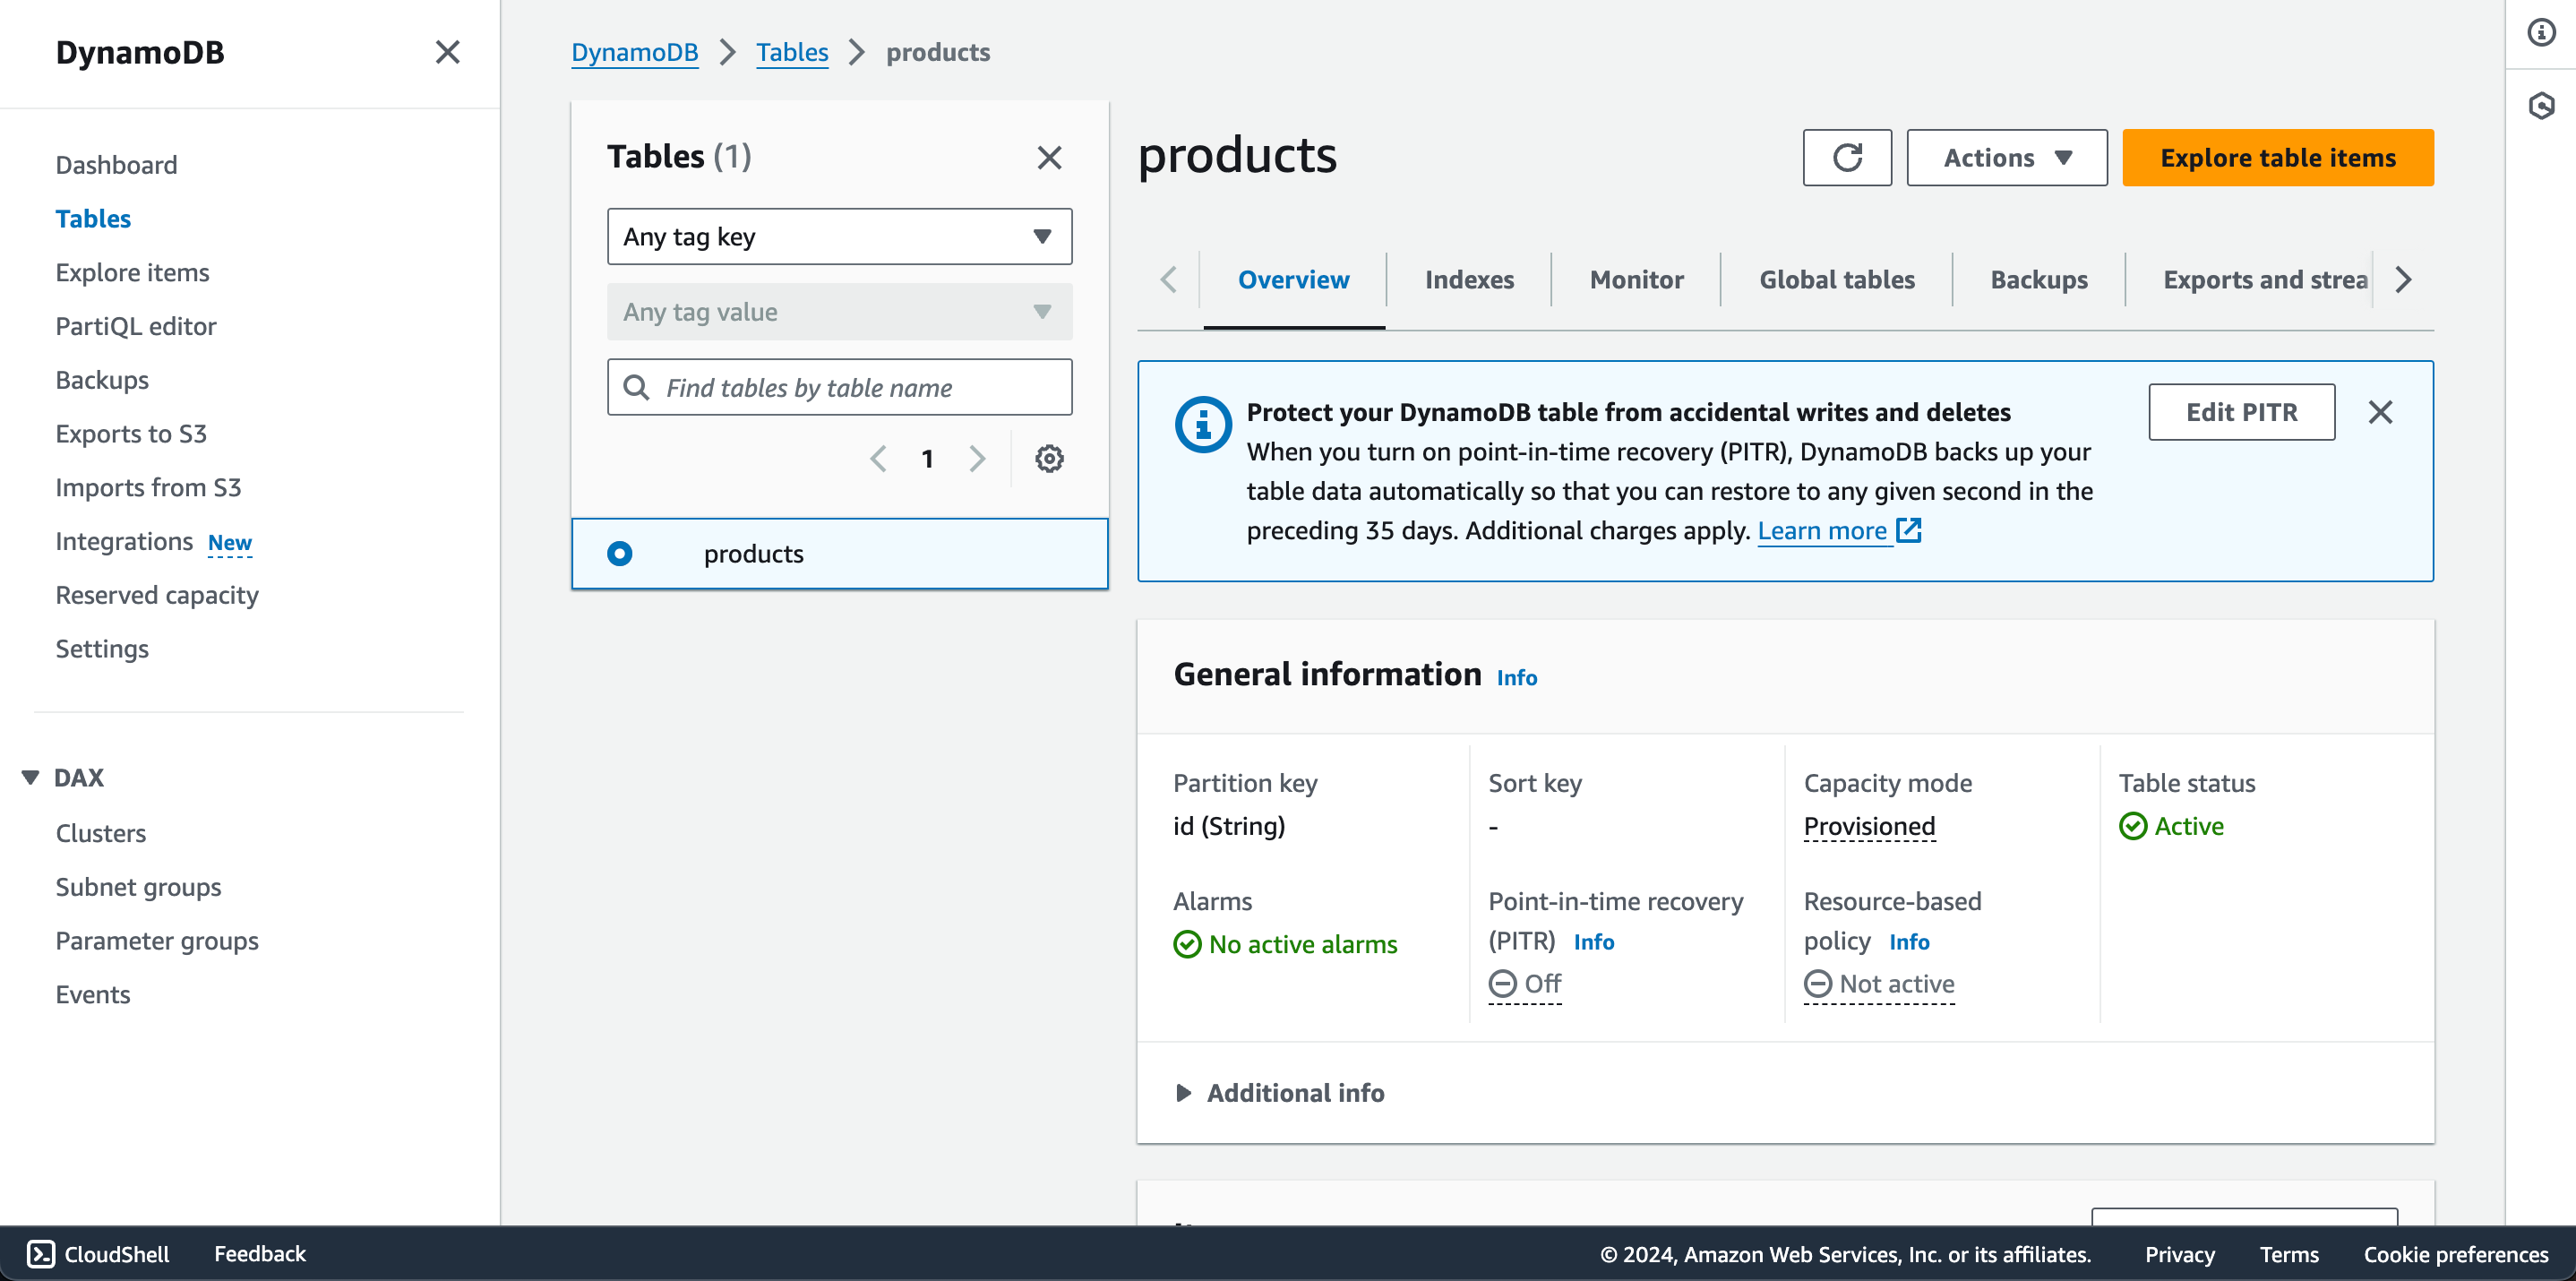 DynamoDB
Dashboard
Tables
Explore items
PartiQL editor
Backups
Exports to S3
Imports from S3
Integrations New
Reserved capacity
Settings
DAX
Clusters
Subnet groups
Parameter groups
Events
DynamoDB > Tables > products
Tables (1)
Any tag key
Any tag value
Find tables by table name
1
products
products
Actions
Explore table items
Overview
Indexes
Monitor
Global tables
Backups
Exports and strea
Protect your DynamoDB table from accidental writes and deletes
When you turn on point-in-time recovery (PITR), DynamoDB backs up your
table data automatically so that you can restore to any given second in the
preceding 35 days. Additional charges apply. Learn more
Edit PITR
General information Info
Partition key
id (String)
Sort key
-
Capacity mode
Provisioned
Table status
Active
Alarms
No active alarms
Point-in-time recovery
(PITR) Info
Off
Resource-based
policy Info
Not active
Additional info
CloudShell
Feedback
© 2024, Amazon Web Services, Inc. or its affiliates.
Privacy
Terms
Cookie preferences